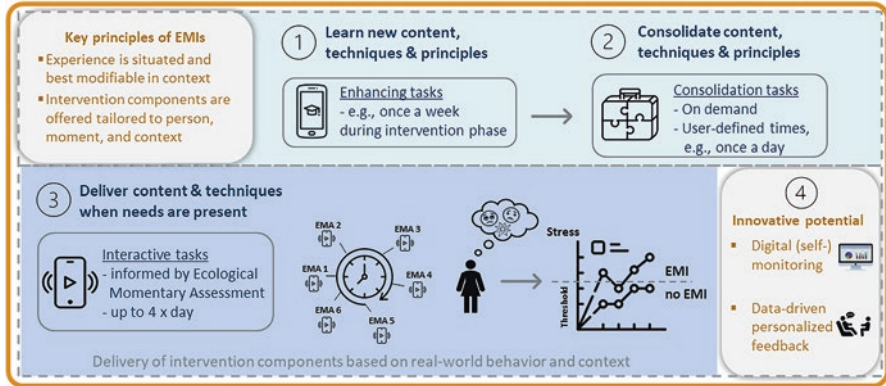 Key principles of EMIs
• Experience is situated and
best modifiable in context
• Intervention components are
offered tailored to person,
moment, and context
1
Learn new content,
techniques & principles
Enhancing tasks
- e.g., once a week
during intervention phase
2
Consolidate content,
techniques & principles
Consolidation tasks
- On demand
- User-defined times,
e.g., once a day
3
Deliver content & techniques
when needs are present
Interactive tasks
- informed by Ecological
Momentary Assessment
- up to 4 x day
EMA 2
EMA 3
EMA 1
EMA 4
EMA 6
EMA 5
Stress
Threshold
EMI
no EMI
Delivery of intervention components based on real-world behavior and context
4
Innovative potential
• Digital (self-)
monitoring
• Data-driven
personalized
feedback